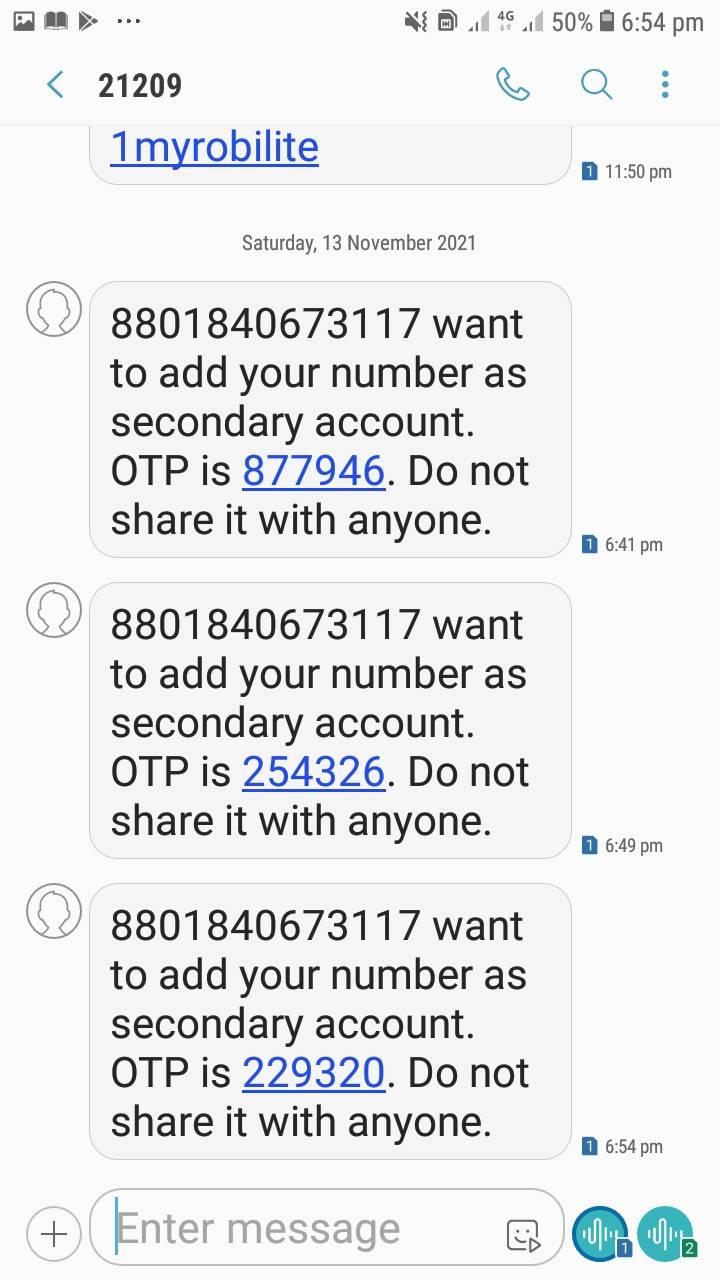 4G 50% 6:54 pm
21209
1myrobilite
1 11:50 pm
Saturday, 13 November 2021
8801840673117 want
to add your number as
secondary account.
OTP is 877946. Do not
share it with anyone.
1 6:41 pm
8801840673117 want
to add your number as
secondary account.
OTP is 254326. Do not
share it with anyone.
1 6:49 pm
8801840673117 want
to add your number as
secondary account.
OTP is 229320. Do not
share it with anyone.
1 6:54 pm
Enter message
1 2